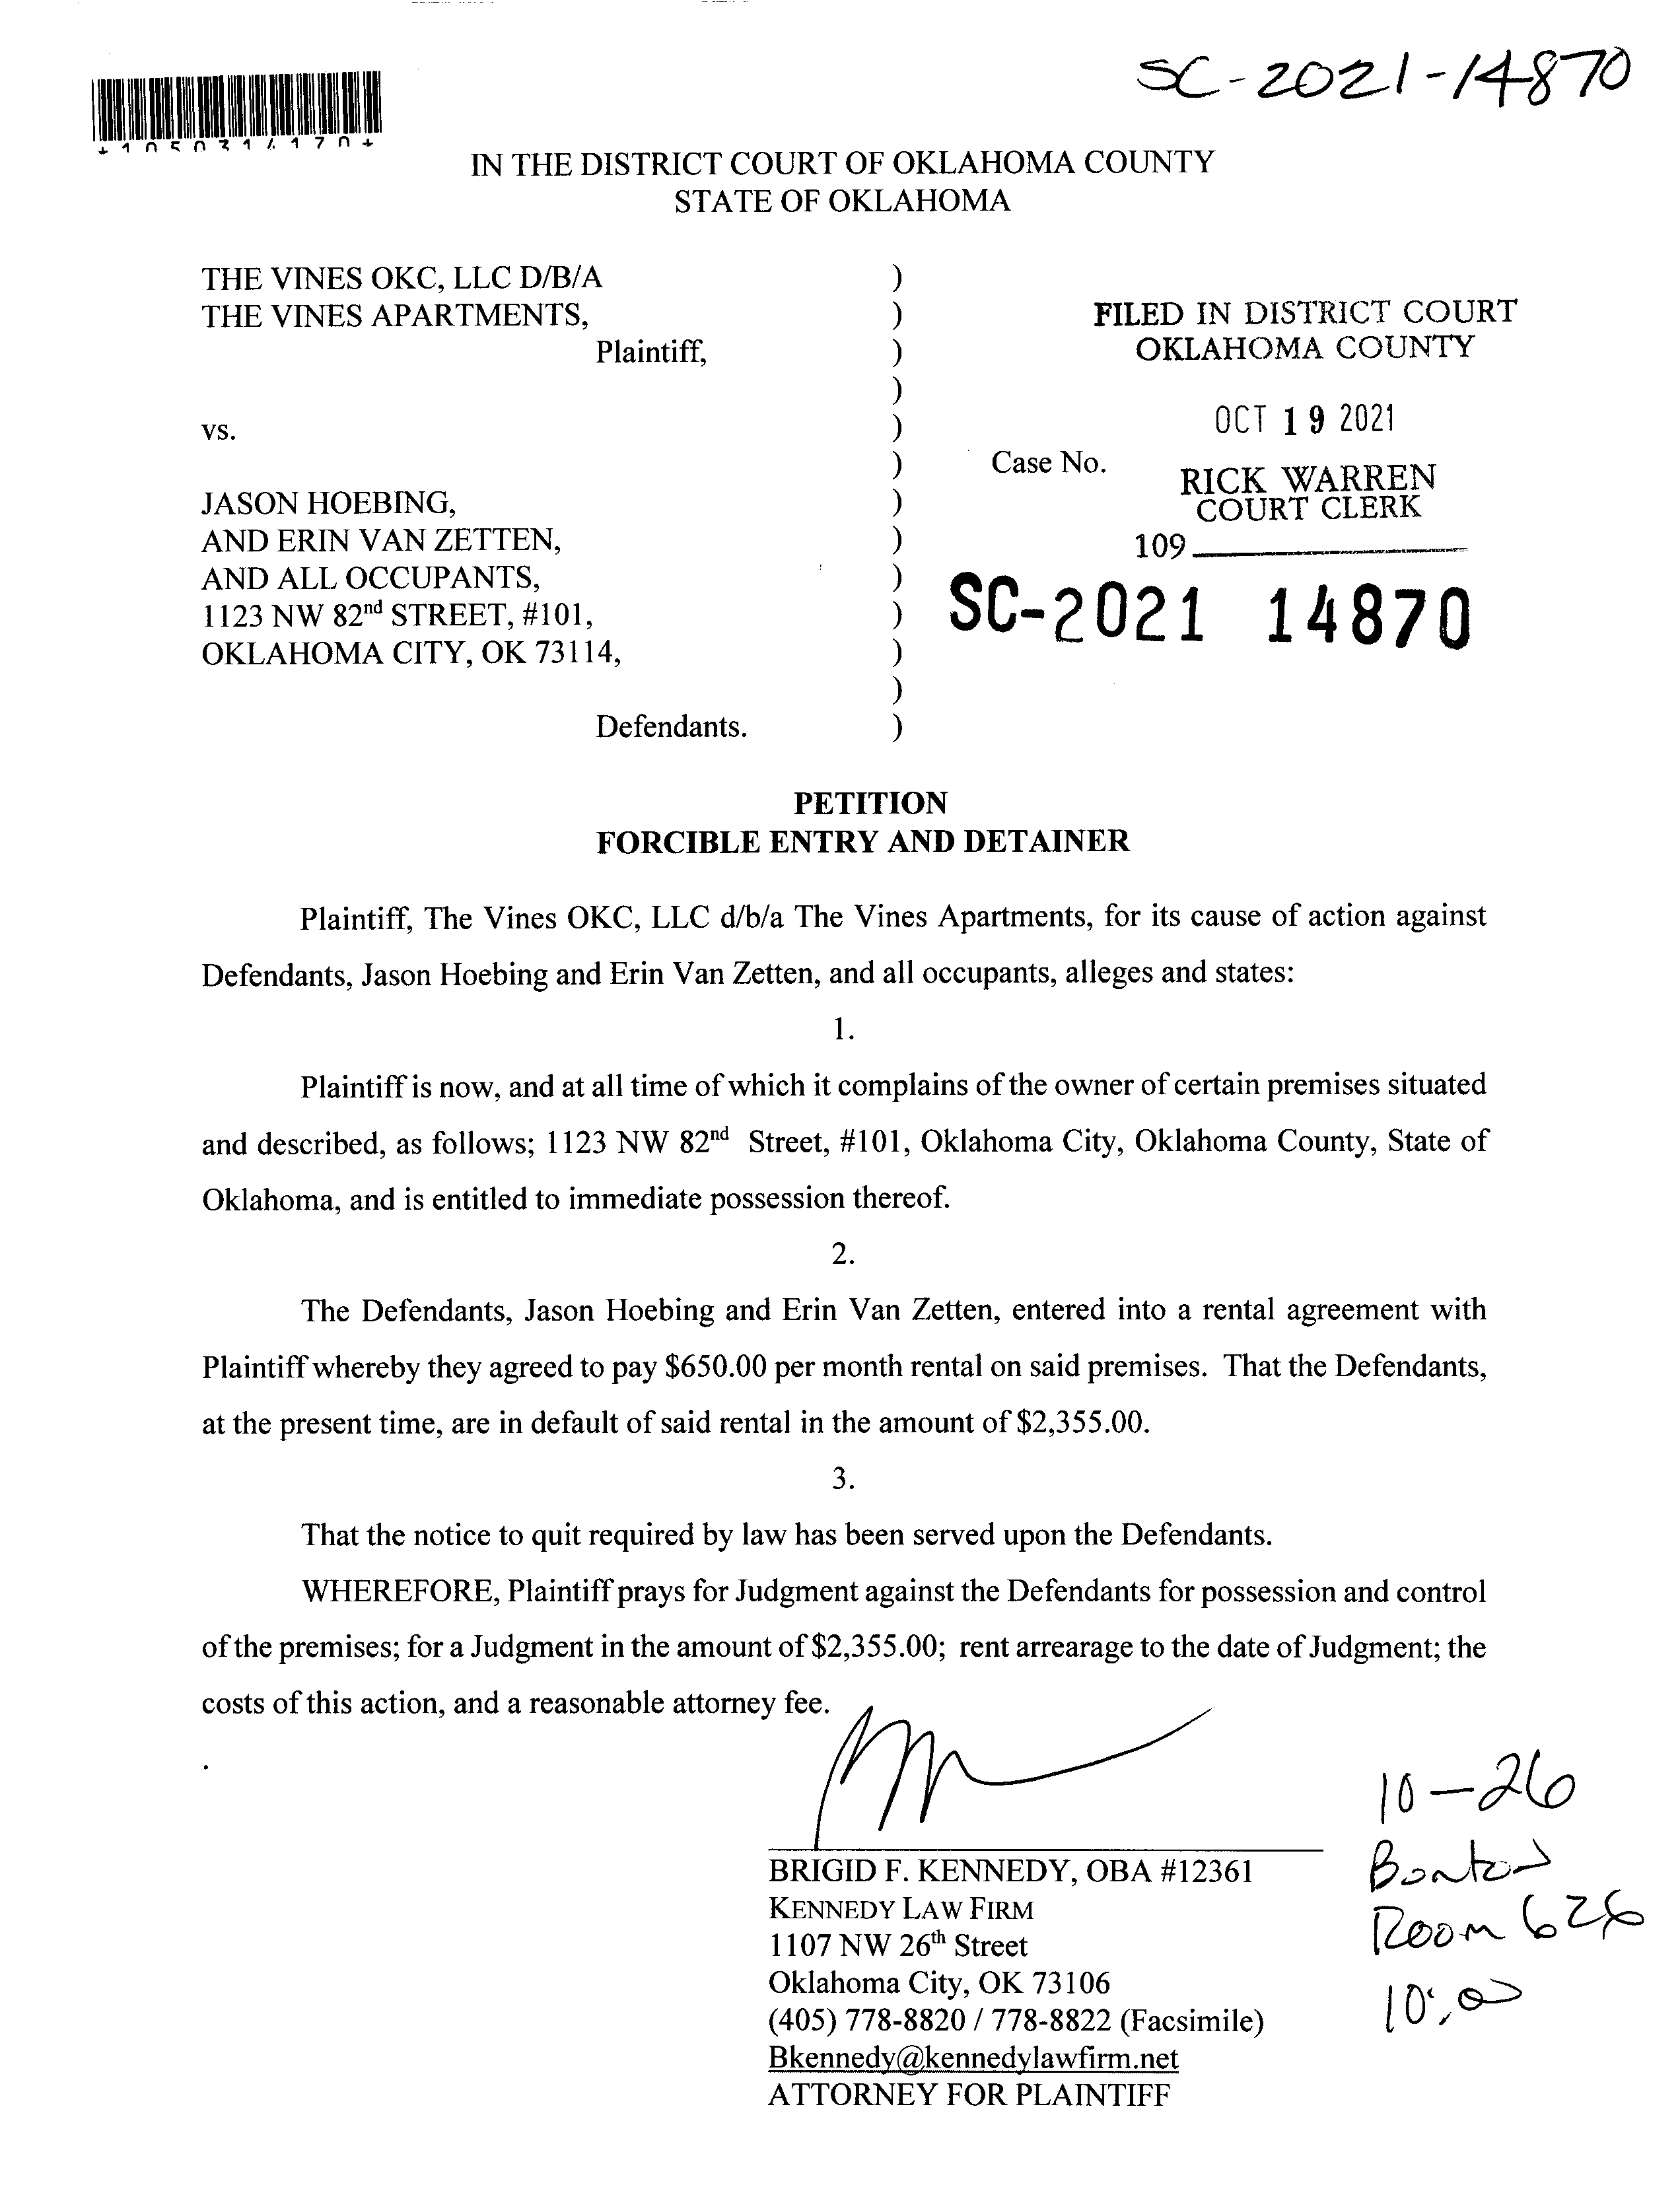 SC-2021-14870
*1050314170*
IN THE DISTRICT COURT OF OKLAHOMA COUNTY
STATE OF OKLAHOMA
THE VINES OKC, LLC D/B/A )
THE VINES APARTMENTS, )
Plaintiff, )
)
vs. )
)
JASON HOEBING, )
AND ERIN VAN ZETTEN, )
AND ALL OCCUPANTS, )
1123 NW 82nd STREET, #101, )
OKLAHOMA CITY, OK 73114, )
)
Defendants. )
FILED IN DISTRICT COURT
OKLAHOMA COUNTY
OCT 19 2021
Case No.
RICK WARREN
COURT CLERK
109
SC-2021 14870
PETITION
FORCIBLE ENTRY AND DETAINER
Plaintiff, The Vines OKC, LLC d/b/a The Vines Apartments, for its cause of action against
Defendants, Jason Hoebing and Erin Van Zetten, and all occupants, alleges and states:
1.
Plaintiff is now, and at all time of which it complains of the owner of certain premises situated
and described, as follows; 1123 NW 82nd Street, #101, Oklahoma City, Oklahoma County, State of
Oklahoma, and is entitled to immediate possession thereof.
2.
The Defendants, Jason Hoebing and Erin Van Zetten, entered into a rental agreement with
Plaintiff whereby they agreed to pay $650.00 per month rental on said premises. That the Defendants,
at the present time, are in default of said rental in the amount of $2,355.00.
3.
That the notice to quit required by law has been served upon the Defendants.
WHEREFORE, Plaintiff prays for Judgment against the Defendants for possession and control
of the premises; for a Judgment in the amount of $2,355.00; rent arrearage to the date of Judgment; the
costs of this action, and a reasonable attorney fee.
.
BRIGID F. KENNEDY, OBA #12361
KENNEDY LAW FIRM
1107 NW 26th Street
Oklahoma City, OK 73106
(405) 778-8820 / 778-8822 (Facsimile)
Bkennedy@kennedylawfirm.net
ATTORNEY FOR PLAINTIFF
10-26
Room 626
10:00